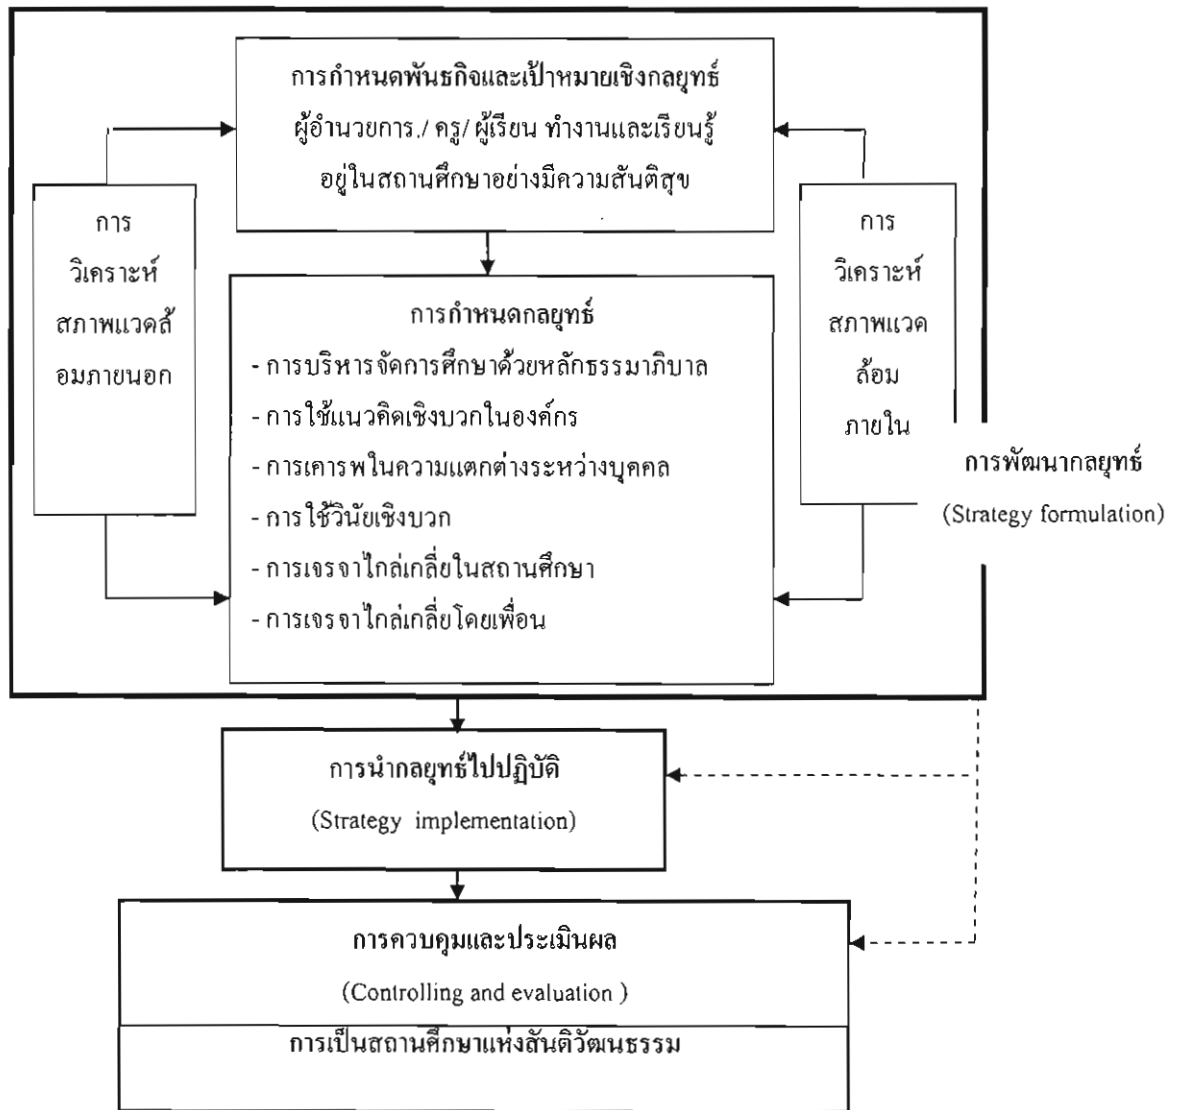 การกำหนดพันธกิจและเป้าหมายเชิงกลยุทธ์
ผู้อำนวยการ./ ครู/ ผู้เรียน ทำงานและเรียนรู้
อยู่ในสถานศึกษาอย่างมีความสันติสุข
การ
วิเคราะห์
สภาพแวดล้
อมภายนอก
การ
วิเคราะห์
สภาพแวด
ล้อม
ภายใน
การกำหนดกลยุทธ์
- การบริหารจัดการศึกษาด้วยหลักธรรมาภิบาล
- การใช้แนวคิดเชิงบวกในองค์กร
- การเคารพในความแตกต่างระหว่างบุคคล
- การใช้วินัยเชิงบวก
- การเจรจาไกล่เกลี่ยในสถานศึกษา
- การเจรจาไกล่เกลี่ยโดยเพื่อน
การพัฒนากลยุทธ์
(Strategy formulation)
การนำกลยุทธ์ไปปฏิบัติ
(Strategy implementation)
การควบคุมและประเมินผล
(Controlling and evaluation )
การเป็นสถานศึกษาแห่งสันติวัฒนธรรม